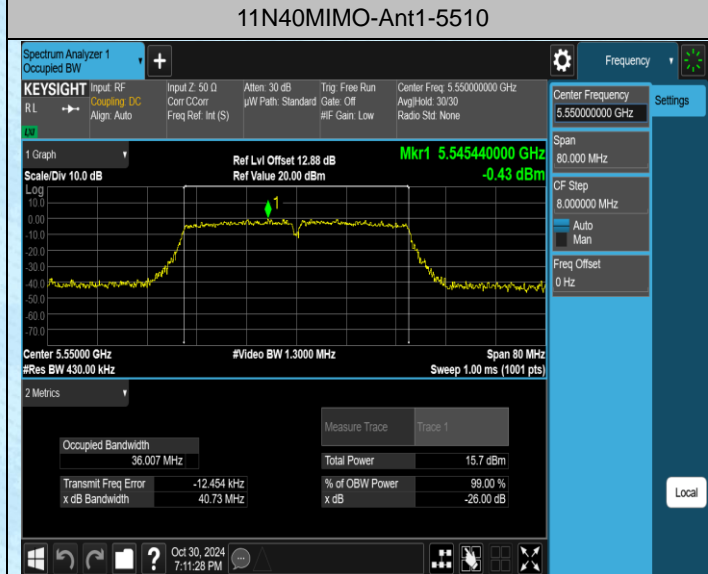 11N40MIMO-Ant1-5510
Spectrum Analyzer 1
Occupied BW
+
Frequency
KEYSIGHT
RL
LXI
Input: RF
Coupling: DC
Align: Auto
Input Z: 50 Ω
Corr CCorr
Freq Ref: Int (S)
Atten: 30 dB
µW Path: Standard
Trig: Free Run
Gate: Off
#IF Gain: Low
Center Freq: 5.550000000 GHz
Avg|Hold: 30/30
Radio Std: None
Center Frequency
5.550000000 GHz
Settings
Span
80.000 MHz
CF Step
8.000000 MHz
Auto
Man
Freq Offset
0 Hz
1 Graph
Scale/Div 10.0 dB
Ref Lvl Offset 12.88 dB
Ref Value 20.00 dBm
Mkr1 5.545440000 GHz
-0.43 dBm
Log
10.0
0.00
-10.0
-20.0
-30.0
-40.0
-50.0
-60.0
-70.0
1
Center 5.55000 GHz
#Res BW 430.00 kHz
#Video BW 1.3000 MHz
Span 80 MHz
Sweep 1.00 ms (1001 pts)
2 Metrics
Measure Trace Trace 1
Occupied Bandwidth
36.007 MHz
Total Power 15.7 dBm
Transmit Freq Error -12.454 kHz
% of OBW Power 99.00 %
x dB Bandwidth 40.73 MHz
x dB -26.00 dB
Local
?
Oct 30, 2024
7:11:28 PM